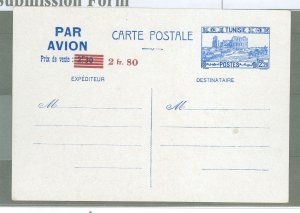 Submission Form
PAR AVION
CARTE POSTALE
TUNISIE
Prix de vente : 2 fr. 80
POSTES
EXPÉDITEUR
DESTINATAIRE
M
M